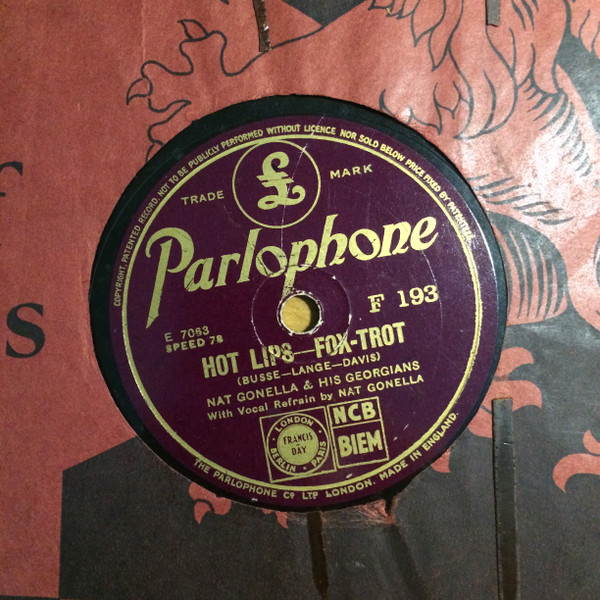 COPYRIGHT, PATENTED RECORD, NOT TO BE PUBLICLY PERFORMED WITHOUT LICENCE NOR SOLD BELOW PRICE FIXED BY PATENTEE
£
TRADE MARK
Parlophone
E 7063
SPEED 78
F 193
HOT LIPS—FOX-TROT
(BUSSE—LANGE—DAVIS)
NAT GONELLA & HIS GEORGIANS
With Vocal Refrain by NAT GONELLA
LONDON
FRANCIS
DAY
BERLIN · PARIS
NCB
BIEM
THE PARLOPHONE Cº LTD LONDON. MADE IN ENGLAND.
S